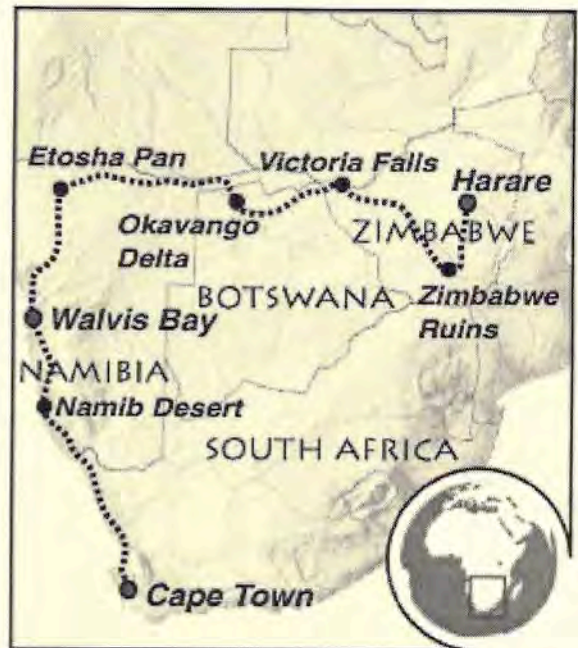 Etosha Pan
Victoria Falls
Harare
Okavango
Delta
ZIMBABWE
BOTSWANA
Zimbabwe
Ruins
Walvis Bay
NAMIBIA
Namib Desert
SOUTH AFRICA
Cape Town